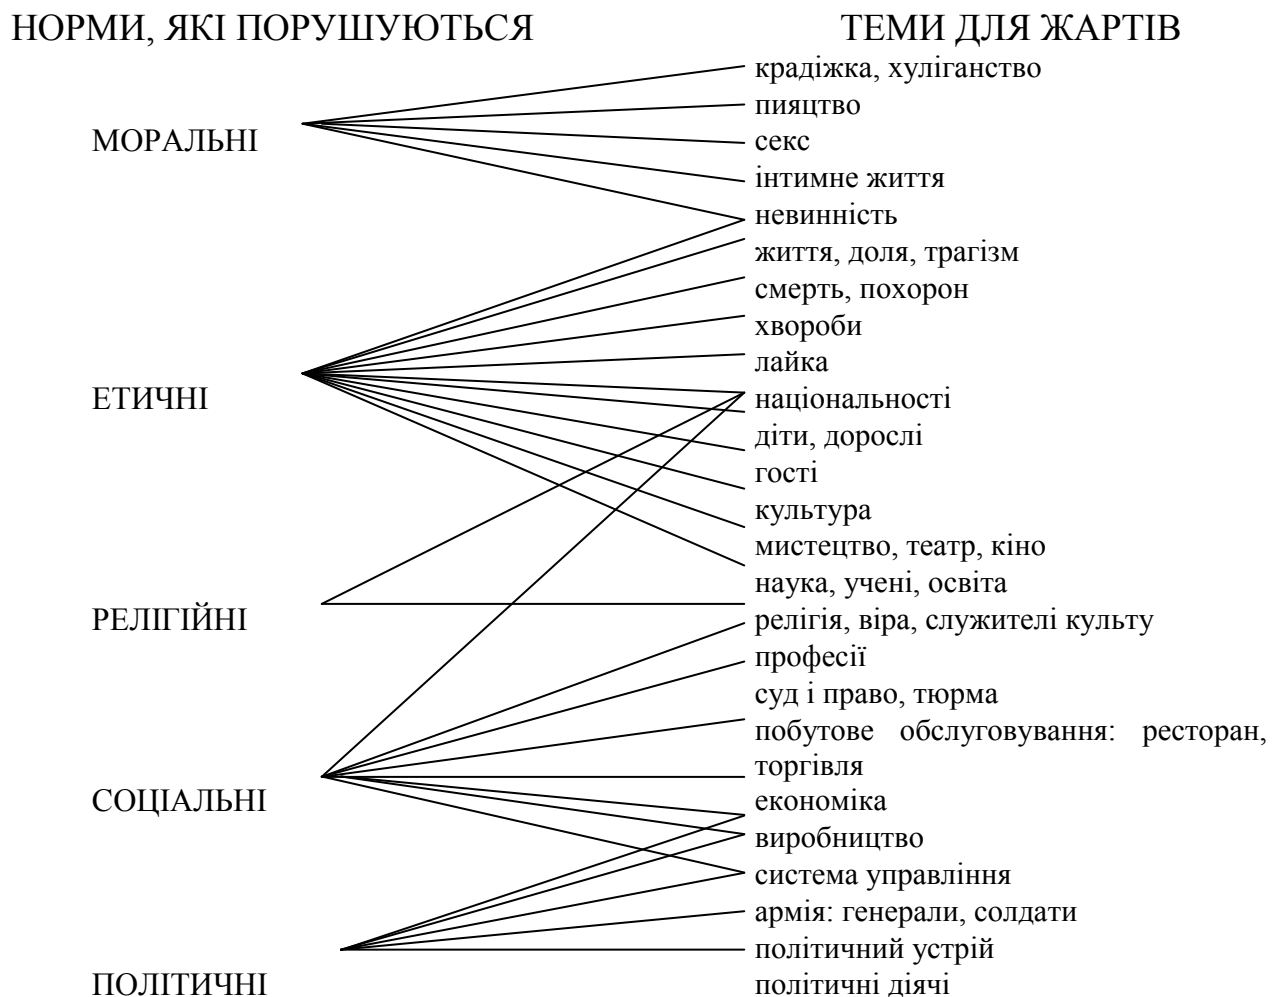 НОРМИ, ЯКІ ПОРУШУЮТЬСЯ ТЕМИ ДЛЯ ЖАРТІВ
крадіжка, хуліганство
пияцтво
МОРАЛЬНІ
секс
інтимне життя
невинність
життя, доля, трагізм
смерть, похорон
хвороби
лайка
ЕТИЧНІ
національності
діти, дорослі
гості
культура
мистецтво, театр, кіно
наука, учені, освіта
РЕЛІГІЙНІ
релігія, віра, служителі культу
професії
суд і право, тюрма
побутове обслуговування: ресторан,
торгівля
СОЦІАЛЬНІ
економіка
виробництво
система управління
армія: генерали, солдати
політичний устрій
ПОЛІТИЧНІ
політичні діячі